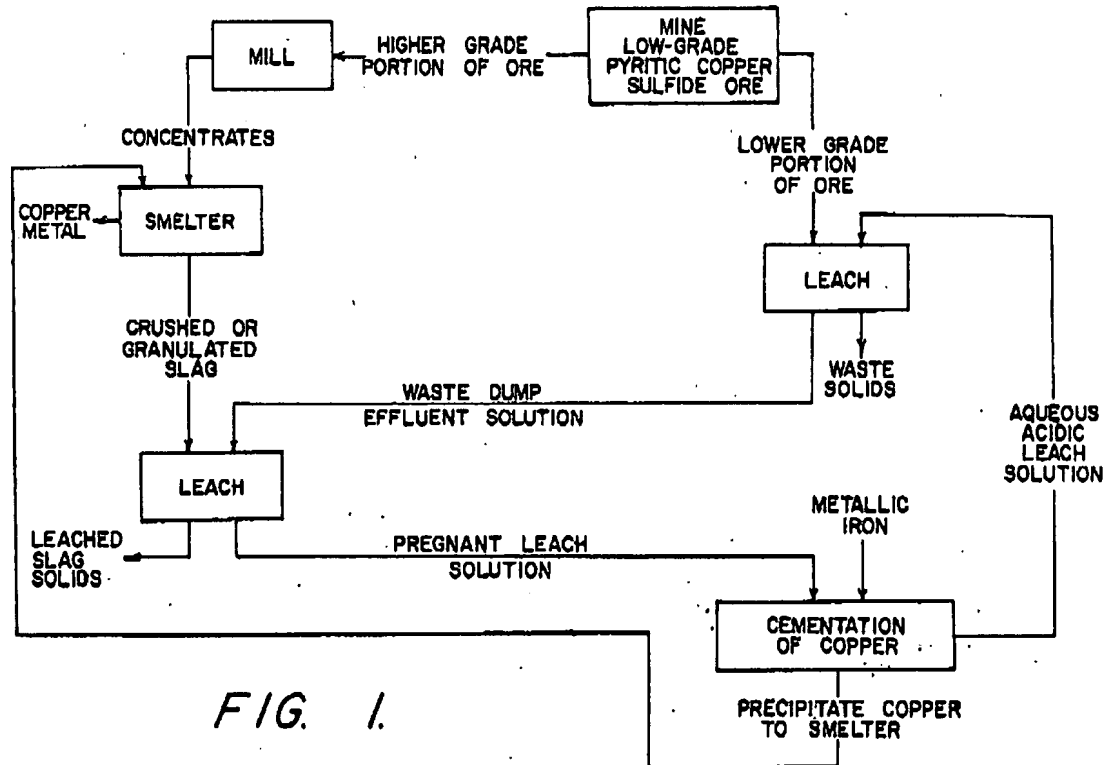 MILL
HIGHER GRADE
PORTION OF ORE
MINE
LOW-GRADE
PYRITIC COPPER
SULFIDE ORE
CONCENTRATES
LOWER GRADE
PORTION
OF ORE
COPPER
METAL
SMELTER
LEACH
CRUSHED OR
GRANULATED
SLAG
WASTE
SOLIDS
WASTE DUMP
EFFLUENT SOLUTION
AQUEOUS
ACIDIC
LEACH
SOLUTION
LEACH
METALLIC
IRON
LEACHED
SLAG
SOLIDS
PREGNANT LEACH
SOLUTION
CEMENTATION
OF COPPER
PRECIPITATE COPPER
TO SMELTER
FIG. 1.